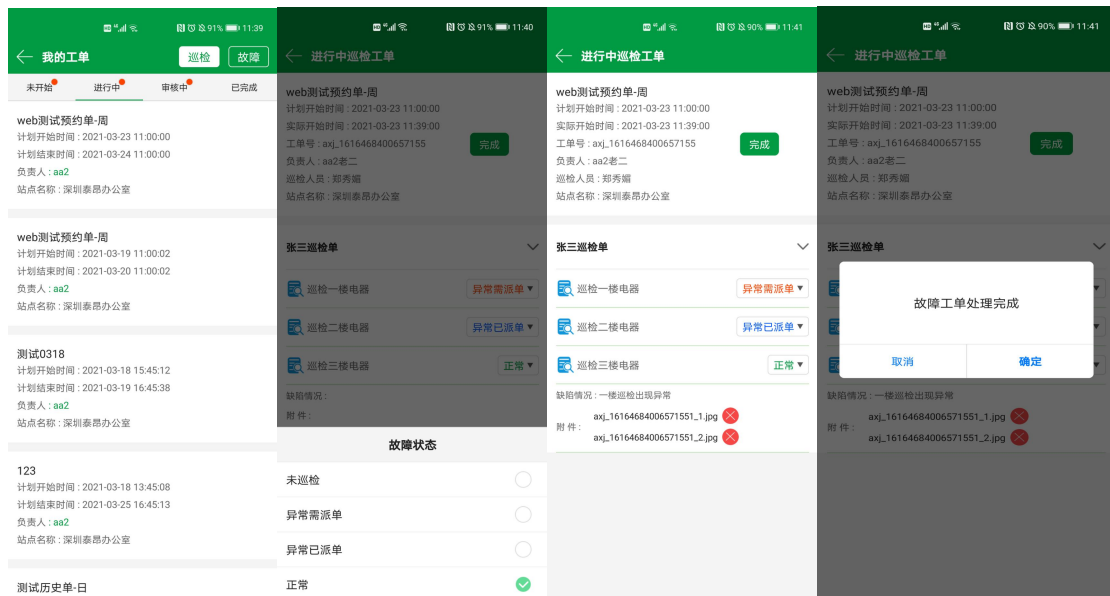 91% 11:39
我的工单
巡检
故障
未开始
进行中
审核中
已完成
web测试预约单-周
计划开始时间 : 2021-03-23 11:00:00
计划结束时间 : 2021-03-24 11:00:00
负责人 : aa2
站点名称 : 深圳泰昂办公室
web测试预约单-周
计划开始时间 : 2021-03-19 11:00:02
计划结束时间 : 2021-03-20 11:00:02
负责人 : aa2
站点名称 : 深圳泰昂办公室
测试0318
计划开始时间 : 2021-03-18 15:45:12
计划结束时间 : 2021-03-19 16:45:38
负责人 : aa2
站点名称 : 深圳泰昂办公室
123
计划开始时间 : 2021-03-18 13:45:08
计划结束时间 : 2021-03-25 16:45:13
负责人 : aa2
站点名称 : 深圳泰昂办公室
测试历史单-日
91% 11:40
进行中巡检工单
web测试预约单-周
计划开始时间 : 2021-03-23 11:00:00
实际开始时间 : 2021-03-23 11:39:00
工单号 : axj_1616468400657155
完成
负责人 : aa2老二
巡检人员 : 郑秀媚
站点名称 : 深圳泰昂办公室
张三巡检单
巡检一楼电器
异常需派单
巡检二楼电器
异常已派单
巡检三楼电器
正常
缺陷情况 :
附 件 :
故障状态
未巡检
异常需派单
异常已派单
正常
90% 11:41
进行中巡检工单
web测试预约单-周
计划开始时间 : 2021-03-23 11:00:00
实际开始时间 : 2021-03-23 11:39:00
工单号 : axj_1616468400657155
完成
负责人 : aa2老二
巡检人员 : 郑秀媚
站点名称 : 深圳泰昂办公室
张三巡检单
巡检一楼电器
异常需派单
巡检二楼电器
异常已派单
巡检三楼电器
正常
缺陷情况 : 一楼巡检出现异常
附 件 :
axj_16164684006571551_1.jpg
axj_16164684006571551_2.jpg
90% 11:41
进行中巡检工单
web测试预约单-周
计划开始时间 : 2021-03-23 11:00:00
实际开始时间 : 2021-03-23 11:39:00
工单号 : axj_1616468400657155
完成
负责人 : aa2老二
巡检人员 : 郑秀媚
站点名称 : 深圳泰昂办公室
张三巡检单
故障工单处理完成
取消
确定
缺陷情况 : 一楼巡检出现异常
附 件 :
axj_16164684006571551_1.jpg
axj_16164684006571551_2.jpg